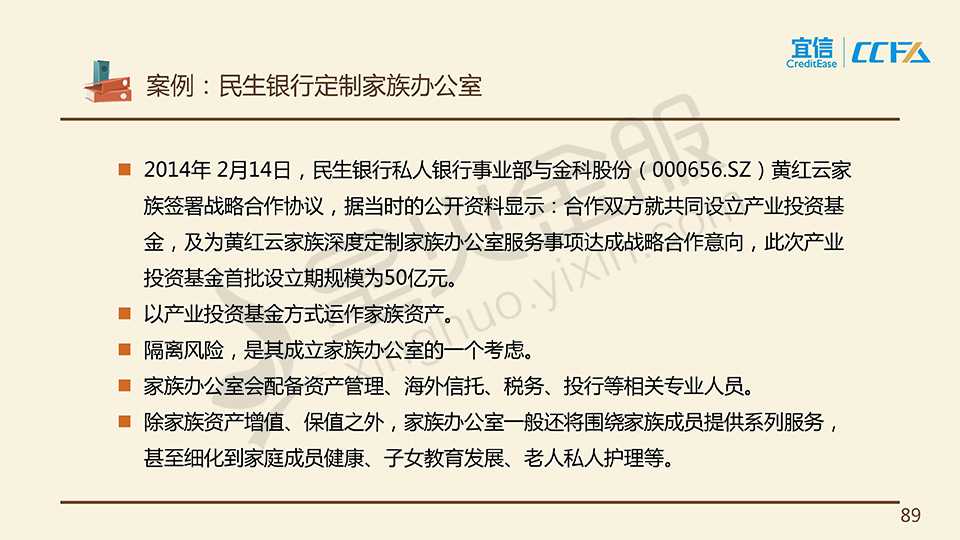 宜信
CreditEase
CCFA
案例：民生银行定制家族办公室
2014年 2月14日，民生银行私人银行事业部与金科股份（000656.SZ）黄红云家
族签署战略合作协议，据当时的公开资料显示：合作双方就共同设立产业投资基
金，及为黄红云家族深度定制家族办公室服务事项达成战略合作意向，此次产业
投资基金首批设立期规模为50亿元。
以产业投资基金方式运作家族资产。
隔离风险，是其成立家族办公室的一个考虑。
家族办公室会配备资产管理、海外信托、税务、投行等相关专业人员。
除家族资产增值、保值之外，家族办公室一般还将围绕家族成员提供系列服务，
甚至细化到家庭成员健康、子女教育发展、老人私人护理等。
星火金服
xinghuo.yixin.com
89